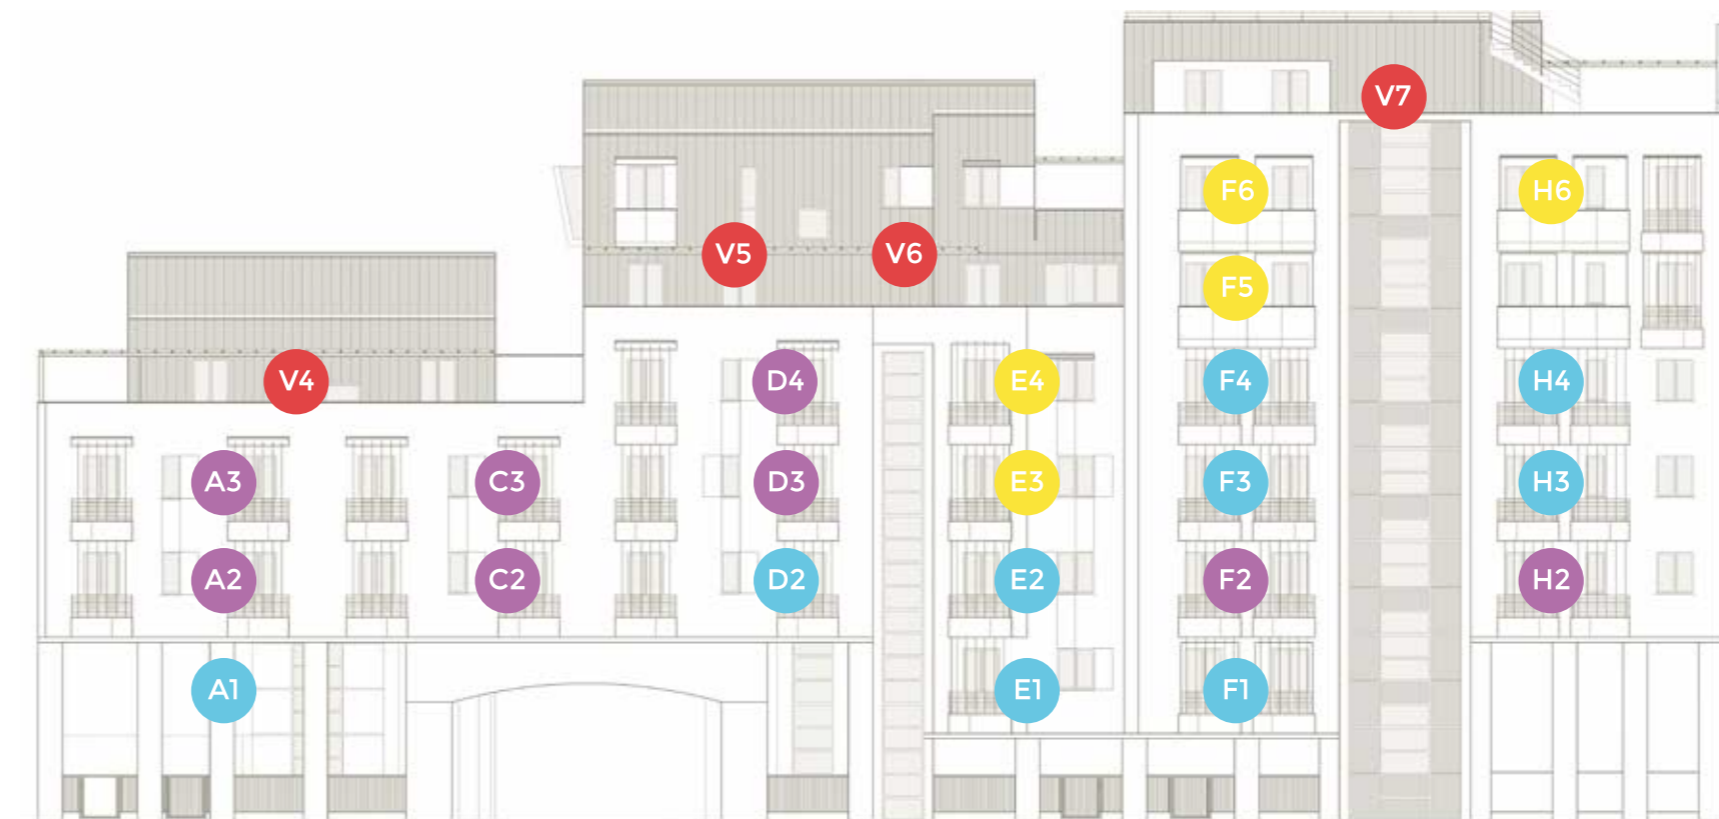 V7
F6 H6
V5 V6
F5
V4 D4 E4 F4 H4
A3 C3 D3 E3 F3 H3
A2 C2 D2 E2 F2 H2
A1 E1 F1